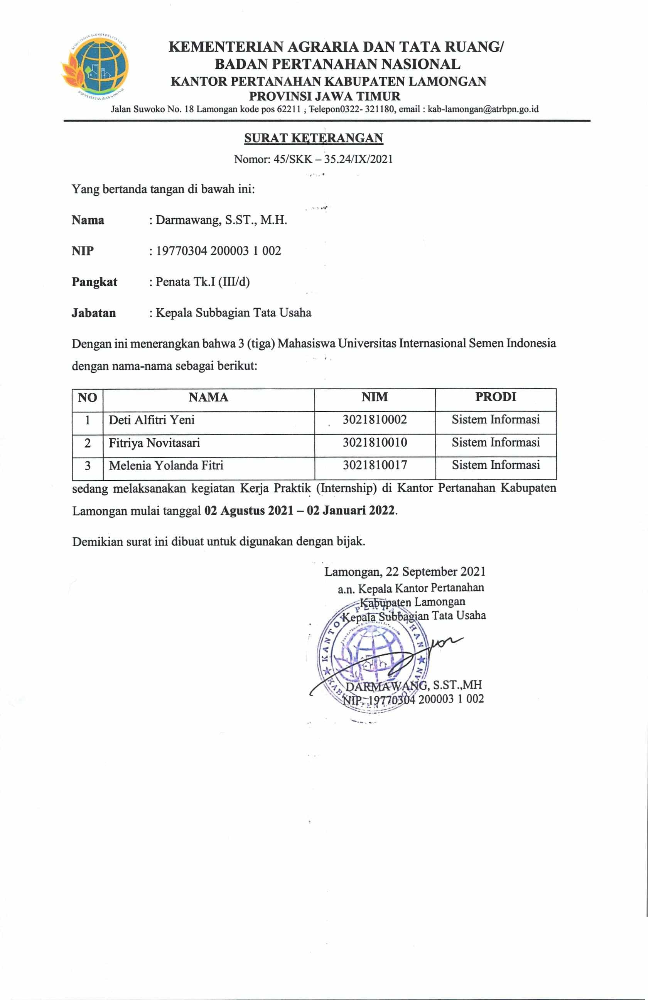 KEMENTERIAN AGRARIA DAN TATA RUANG/
BADAN PERTANAHAN NASIONAL
KANTOR PERTANAHAN KABUPATEN LAMONGAN
PROVINSI JAWA TIMUR
Jalan Suwoko No. 18 Lamongan kode pos 62211 ; Telepon0322- 321180, email : kab-lamongan@atrbpn.go.id
SURAT KETERANGAN
Nomor: 45/SKK – 35.24/IX/2021
Yang bertanda tangan di bawah ini:
Nama : Darmawang, S.ST., M.H.
NIP : 19770304 200003 1 002
Pangkat : Penata Tk.I (III/d)
Jabatan : Kepala Subbagian Tata Usaha
Dengan ini menerangkan bahwa 3 (tiga) Mahasiswa Universitas Internasional Semen Indonesia
dengan nama-nama sebagai berikut:
NO NAMA NIM PRODI
1 Deti Alfitri Yeni 3021810002 Sistem Informasi
2 Fitriya Novitasari 3021810010 Sistem Informasi
3 Melenia Yolanda Fitri 3021810017 Sistem Informasi
sedang melaksanakan kegiatan Kerja Praktik (Internship) di Kantor Pertanahan Kabupaten
Lamongan mulai tanggal 02 Agustus 2021 – 02 Januari 2022.
Demikian surat ini dibuat untuk digunakan dengan bijak.
Lamongan, 22 September 2021
a.n. Kepala Kantor Pertanahan
Kabupaten Lamongan
Kepala Subbagian Tata Usaha
KANTOR PERTANAHAN
DARMAWANG, S.ST.,MH
NIP. 19770304 200003 1 002